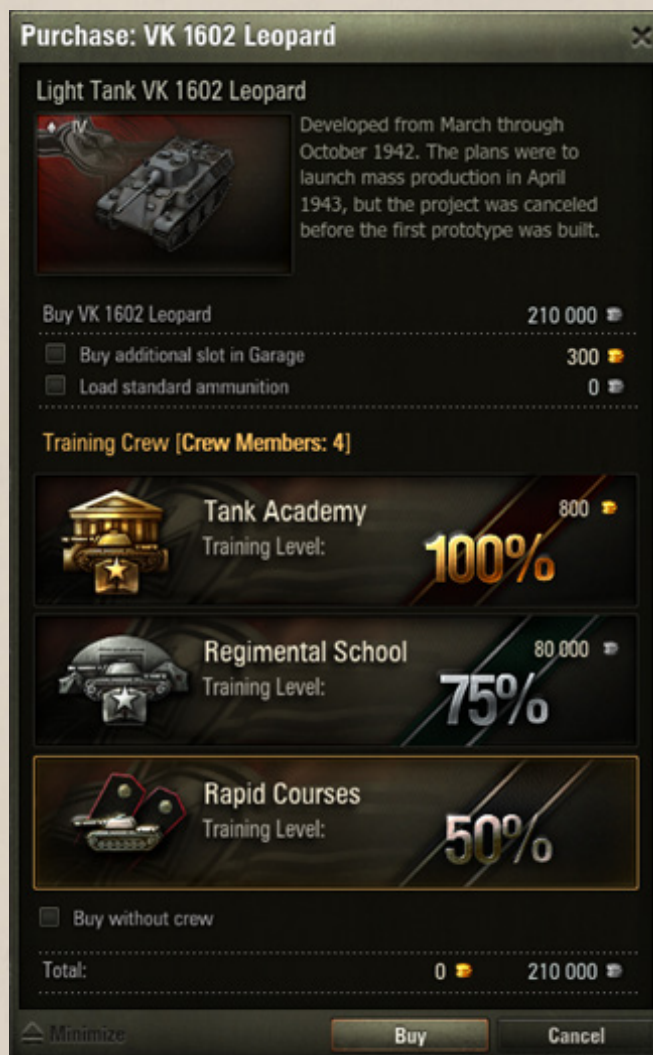 Purchase: VK 1602 Leopard
Light Tank VK 1602 Leopard
IV
Developed from March through
October 1942. The plans were to
launch mass production in April
1943, but the project was canceled
before the first prototype was built.
Buy VK 1602 Leopard 210 000
Buy additional slot in Garage 300
Load standard ammunition 0
Training Crew [Crew Members: 4]
Tank Academy 800
Training Level: 100%
Regimental School 80 000
Training Level: 75%
Rapid Courses
Training Level: 50%
Buy without crew
Total: 0 210 000
Minimize Buy Cancel